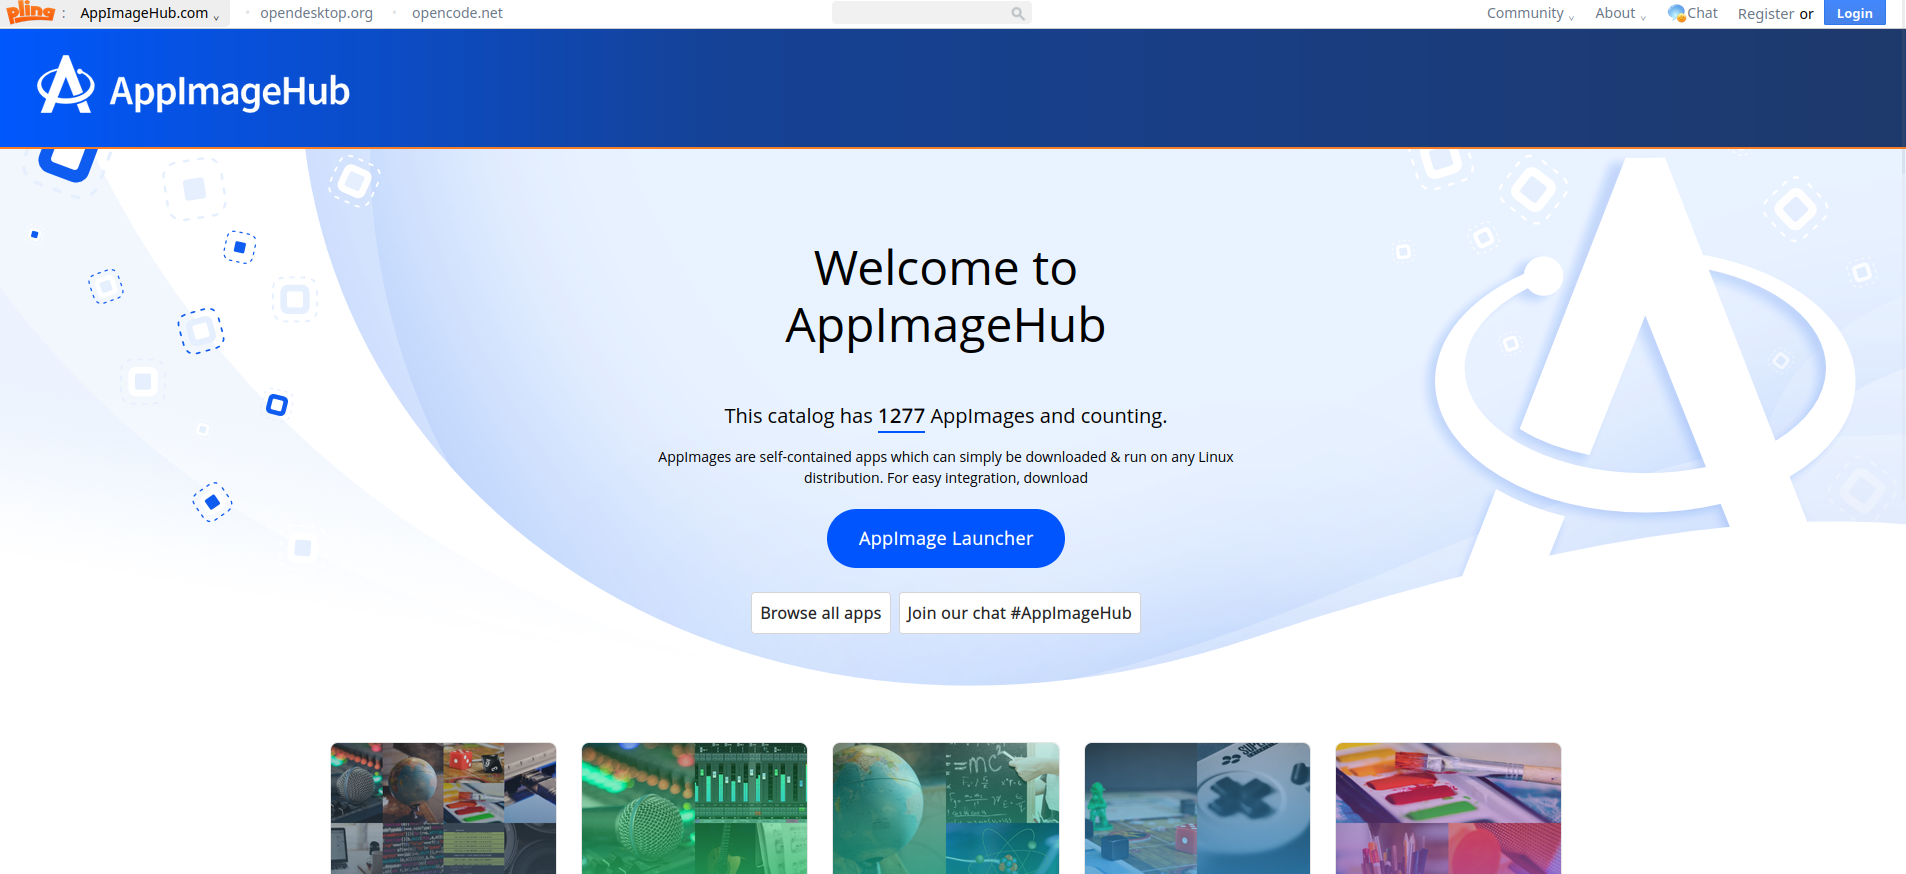 pling : AppImageHub.com opendesktop.org opencode.net Community About Chat Register or Login
AppImageHub
Welcome to
AppImageHub
This catalog has 1277 AppImages and counting.
AppImages are self-contained apps which can simply be downloaded & run on any Linux
distribution. For easy integration, download
AppImage Launcher
Browse all apps Join our chat #AppImageHub
=mc²